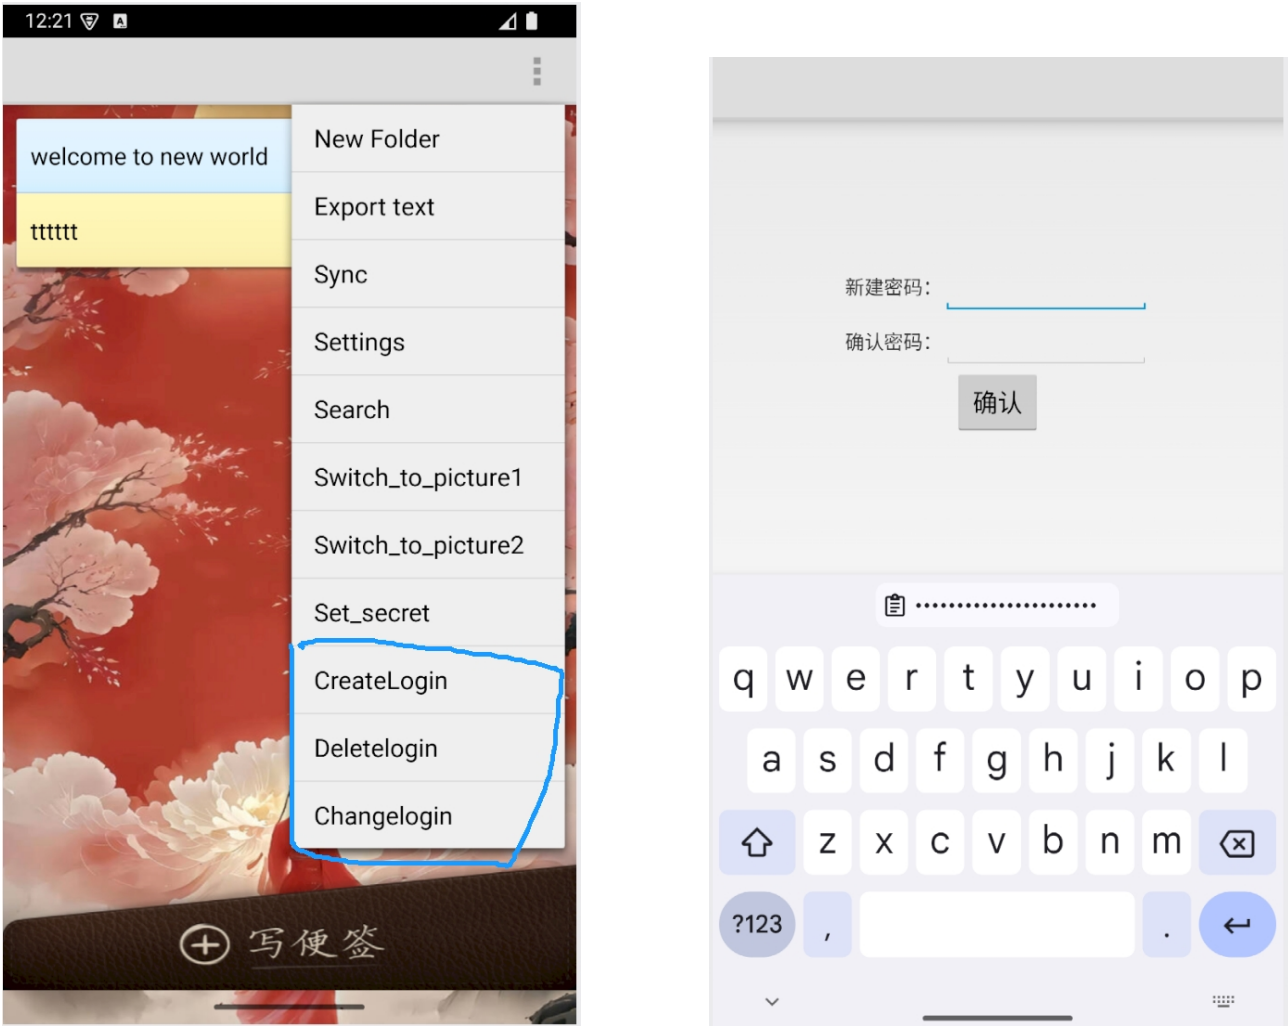 12:21
A
welcome to new world
tttttt
New Folder
Export text
Sync
Settings
Search
Switch_to_picture1
Switch_to_picture2
Set_secret
CreateLogin
Deletelogin
Changelogin
写便签
新建密码：
确认密码：
确认
••••••••••••••••••••••
q w e r t y u i o p
a s d f g h j k l
z x c v b n m
?123 , .